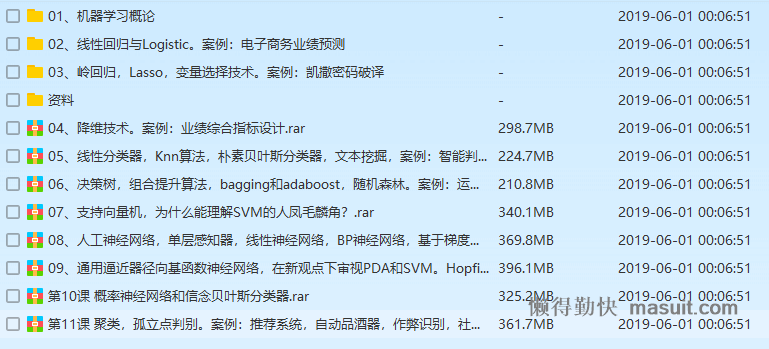 01、机器学习概论 - 2019-06-01 00:06:51
02、线性回归与Logistic。案例：电子商务业绩预测 - 2019-06-01 00:06:51
03、岭回归，Lasso，变量选择技术。案例：凯撒密码破译 - 2019-06-01 00:06:51
资料 - 2019-06-01 00:06:51
04、降维技术。案例：业绩综合指标设计.rar 298.7MB 2019-06-01 00:06:51
05、线性分类器，Knn算法，朴素贝叶斯分类器，文本挖掘，案例：智能判... 224.7MB 2019-06-01 00:06:51
06、决策树，组合提升算法，bagging和adaboost，随机森林。案例：运... 210.8MB 2019-06-01 00:06:51
07、支持向量机，为什么能理解SVM的人凤毛麟角？.rar 340.1MB 2019-06-01 00:06:51
08、人工神经网络，单层感知器，线性神经网络，BP神经网络，基于梯度... 369.8MB 2019-06-01 00:06:51
09、通用逼近器径向基函数神经网络，在新观点下审视PDA和SVM。Hopfi... 396.1MB 2019-06-01 00:06:51
第10课 概率神经网络和信念贝叶斯分类器.rar 325.2MB 2019-06-01 00:06:51
懒得勤快 masuit.com
第11课 聚类，孤立点判别。案例：推荐系统，自动品酒器，作弊识别，社... 361.7MB 2019-06-01 00:06:51